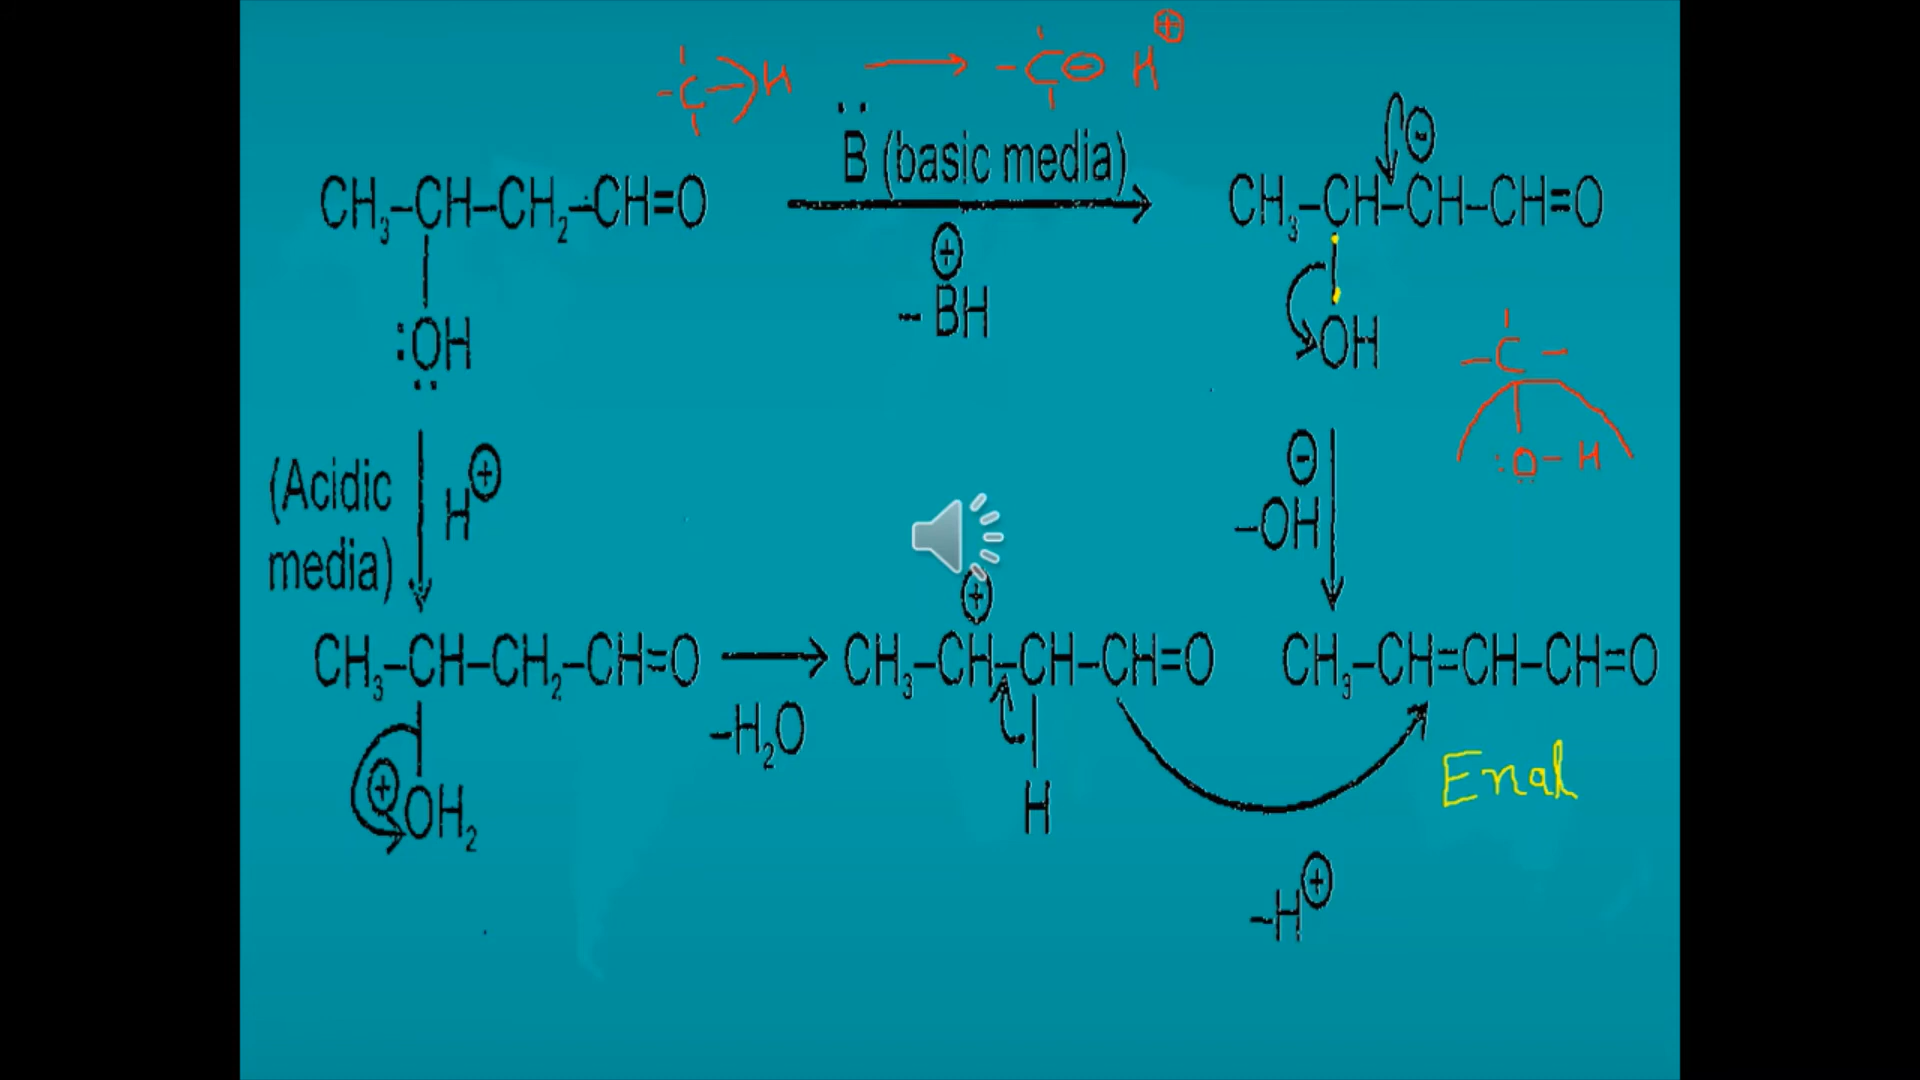 -C-)H → -C⊖ H⊕
B̈ (basic media)
CH₃–CH–CH₂–CH=O
CH₃–CH–CH–CH=O
⊖
⊕
– BH
:OH
OH
-C-
:O-H
(Acidic
media)
H⊕
⊖
–OH
⊕
CH₃–CH–CH₂–CH=O
CH₃–CH–CH–CH=O
CH₃–CH=CH–CH=O
–H₂O
⊕OH₂
H
Enal
–H⊕